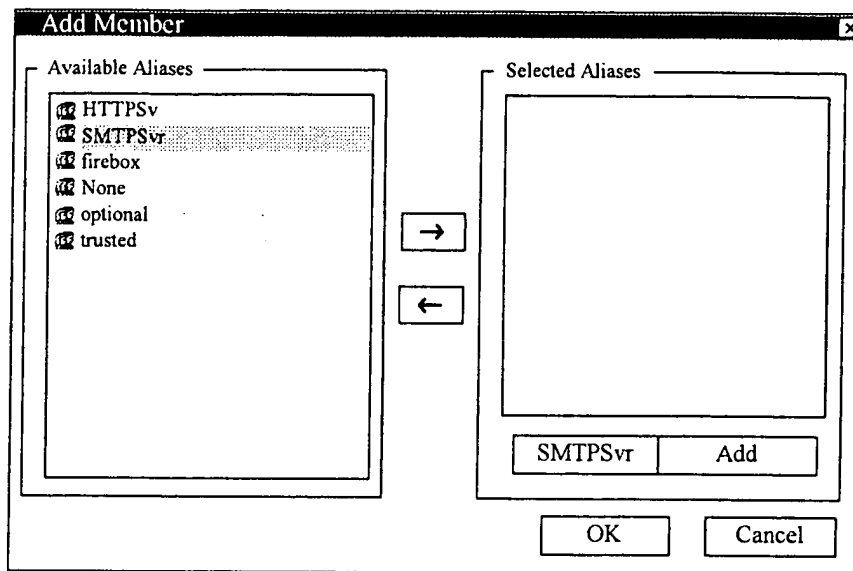 Add Member
Available Aliases
HTTPSv
SMTPSvr
firebox
None
optional
trusted
→
←
Selected Aliases
SMTPSvr Add
OK Cancel